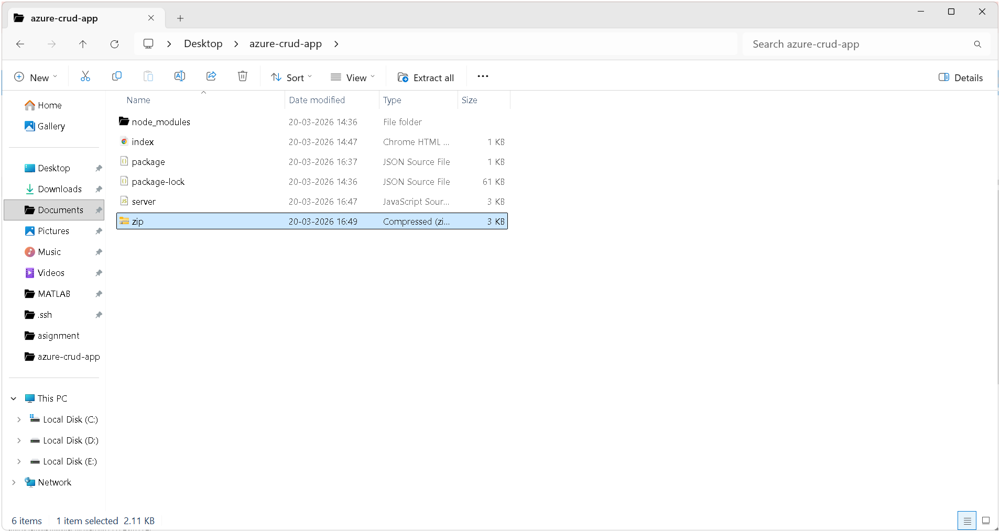 azure-crud-app
Desktop azure-crud-app
Search azure-crud-app
New Sort View Extract all Details
Name Date modified Type Size
node_modules 20-03-2026 14:36 File folder
index 20-03-2026 14:47 Chrome HTML ... 1 KB
package 20-03-2026 16:37 JSON Source File 1 KB
package-lock 20-03-2026 14:36 JSON Source File 61 KB
server 20-03-2026 16:47 JavaScript Sour... 3 KB
zip 20-03-2026 16:49 Compressed (zi... 3 KB
Home
Gallery
Desktop
Downloads
Documents
Pictures
Music
Videos
MATLAB
.ssh
asignment
azure-crud-app
This PC
Local Disk (C:)
Local Disk (D:)
Local Disk (E:)
Network
6 items 1 item selected 2.11 KB